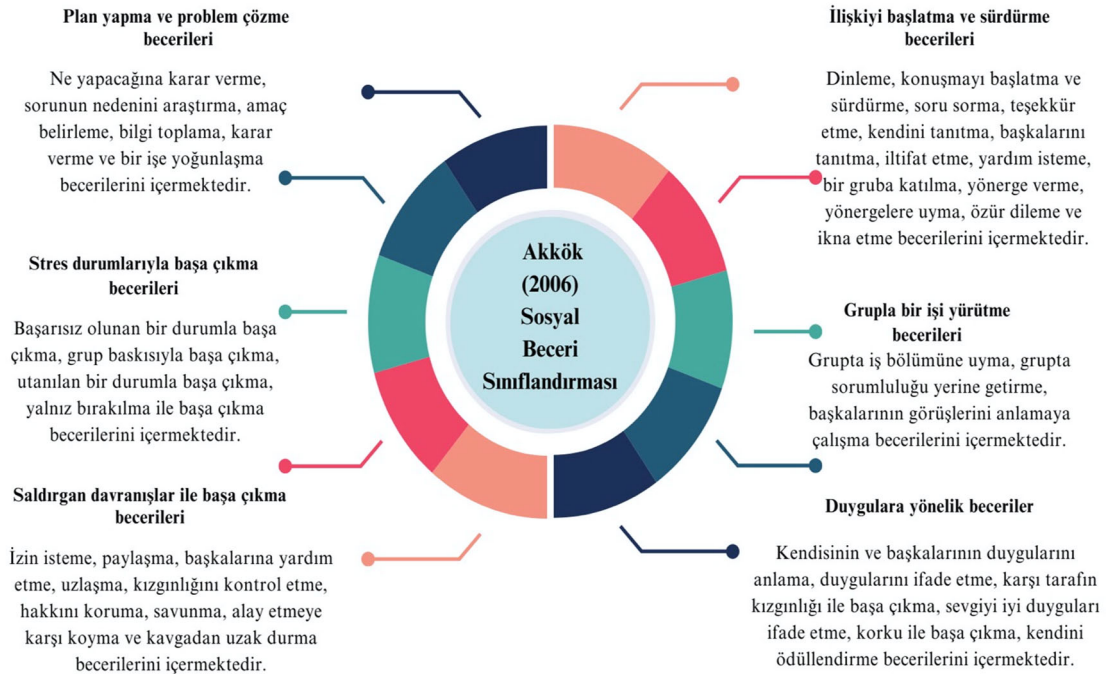 Plan yapma ve problem çözme
becerileri
Ne yapacağına karar verme,
sorunun nedenini araştırma, amaç
belirleme, bilgi toplama, karar
verme ve bir işe yoğunlaşma
becerilerini içermektedir.
Stres durumlarıyla başa çıkma
becerileri
Başarısız olunan bir durumla başa
çıkma, grup baskısıyla başa çıkma,
utanılan bir durumla başa çıkma,
yalnız bırakılma ile başa çıkma
becerilerini içermektedir.
Saldırgan davranışlar ile başa çıkma
becerileri
İzin isteme, paylaşma, başkalarına yardım
etme, uzlaşma, kızgınlığını kontrol etme,
hakkını koruma, savunma, alay etmeye
karşı koyma ve kavgadan uzak durma
becerilerini içermektedir.
Akkök
(2006)
Sosyal
Beceri
Sınıflandırması
İlişkiyi başlatma ve sürdürme
becerileri
Dinleme, konuşmayı başlatma ve
sürdürme, soru sorma, teşekkür
etme, kendini tanıtma, başkalarını
tanıtma, iltifat etme, yardım isteme,
bir gruba katılma, yönerge verme,
yönergelere uyma, özür dileme ve
ikna etme becerilerini içermektedir.
Grupla bir işi yürütme
becerileri
Grupta iş bölümüne uyma, grupta
sorumluluğu yerine getirme,
başkalarının görüşlerini anlamaya
çalışma becerilerini içermektedir.
Duygulara yönelik beceriler
Kendisinin ve başkalarının duygularını
anlama, duygularını ifade etme, karşı tarafın
kızgınlığı ile başa çıkma, sevgiyi iyi duyguları
ifade etme, korku ile başa çıkma, kendini
ödüllendirme becerilerini içermektedir.